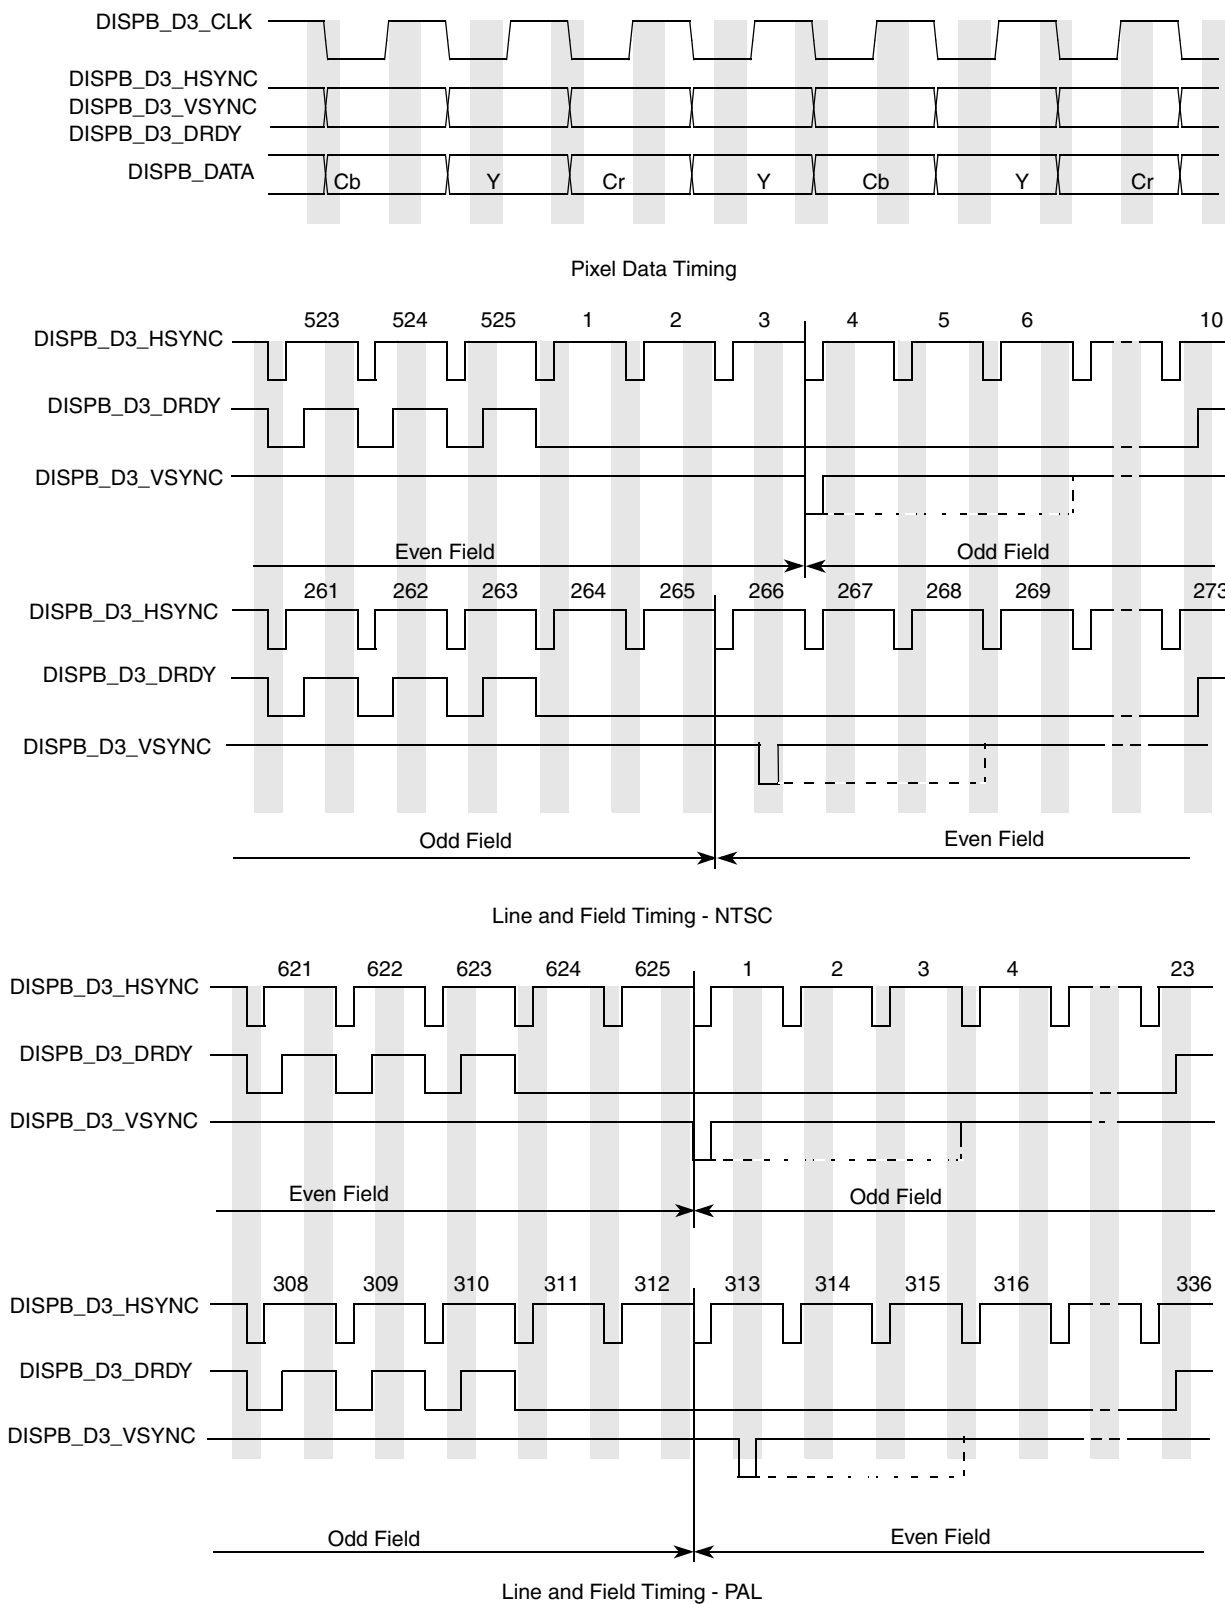 DISPB_D3_CLK
DISPB_D3_HSYNC
DISPB_D3_VSYNC
DISPB_D3_DRDY
DISPB_DATA
Cb Y Cr Y Cb Y Cr
Pixel Data Timing
523 524 525 1 2 3 4 5 6 10
DISPB_D3_HSYNC
DISPB_D3_DRDY
DISPB_D3_VSYNC
Even Field Odd Field
261 262 263 264 265 266 267 268 269 273
DISPB_D3_HSYNC
DISPB_D3_DRDY
DISPB_D3_VSYNC
Odd Field Even Field
Line and Field Timing - NTSC
621 622 623 624 625 1 2 3 4 23
DISPB_D3_HSYNC
DISPB_D3_DRDY
DISPB_D3_VSYNC
Even Field Odd Field
308 309 310 311 312 313 314 315 316 336
DISPB_D3_HSYNC
DISPB_D3_DRDY
DISPB_D3_VSYNC
Odd Field Even Field
Line and Field Timing - PAL